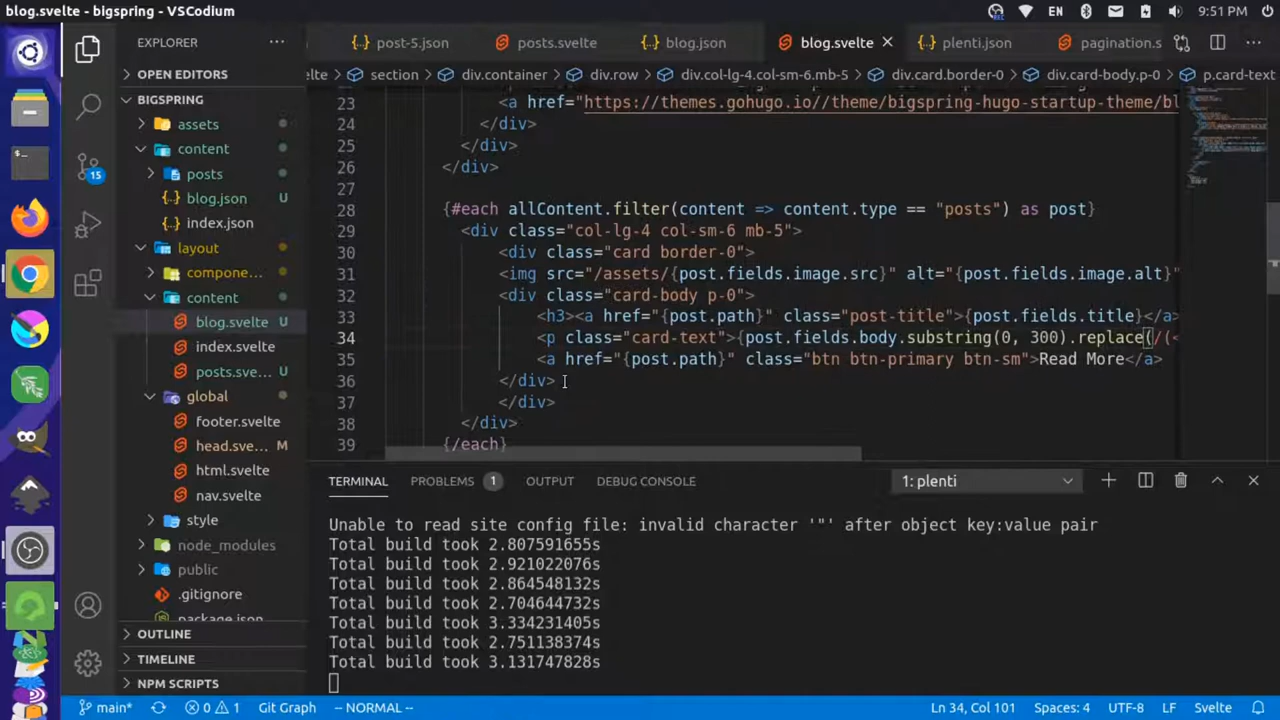 blog.svelte - bigspring - VSCodium
EN
9:51 PM
EXPLORER
post-5.json
posts.svelte
blog.json
blog.svelte
plenti.json
pagination.s
OPEN EDITORS
BIGSPRING
assets
content
posts
blog.json U
index.json
layout
compone...
content
blog.svelte U
index.svelte
posts.sve... U
global
footer.svelte
head.sve... M
html.svelte
nav.svelte
style
node_modules
public
.gitignore
OUTLINE
TIMELINE
NPM SCRIPTS
15
section
div.container
div.row
div.col-lg-4.col-sm-6.mb-5
div.card.border-0
div.card-body.p-0
p.card-text
23 <a href="https://themes.gohugo.io//theme/bigspring-hugo-startup-theme/bl
24 </div>
25 </div>
26 </div>
27
28 {#each allContent.filter(content => content.type == "posts") as post}
29 <div class="col-lg-4 col-sm-6 mb-5">
30 <div class="card border-0">
31 <img src="/assets/{post.fields.image.src}" alt="{post.fields.image.alt}"
32 <div class="card-body p-0">
33 <h3><a href="{post.path}" class="post-title">{post.fields.title}</a>
34 <p class="card-text">{post.fields.body.substring(0, 300).replace(/(<
35 <a href="{post.path}" class="btn btn-primary btn-sm">Read More</a>
36 </div>
37 </div>
38 </div>
39 {/each}
TERMINAL
PROBLEMS 1
OUTPUT
DEBUG CONSOLE
1: plenti
Unable to read site config file: invalid character '"' after object key:value pair
Total build took 2.807591655s
Total build took 2.921022076s
Total build took 2.864548132s
Total build took 2.704644732s
Total build took 3.334231405s
Total build took 2.751138374s
Total build took 3.131747828s
main*
0
1
Git Graph
-- NORMAL --
Ln 34, Col 101
Spaces: 4
UTF-8
LF
Svelte